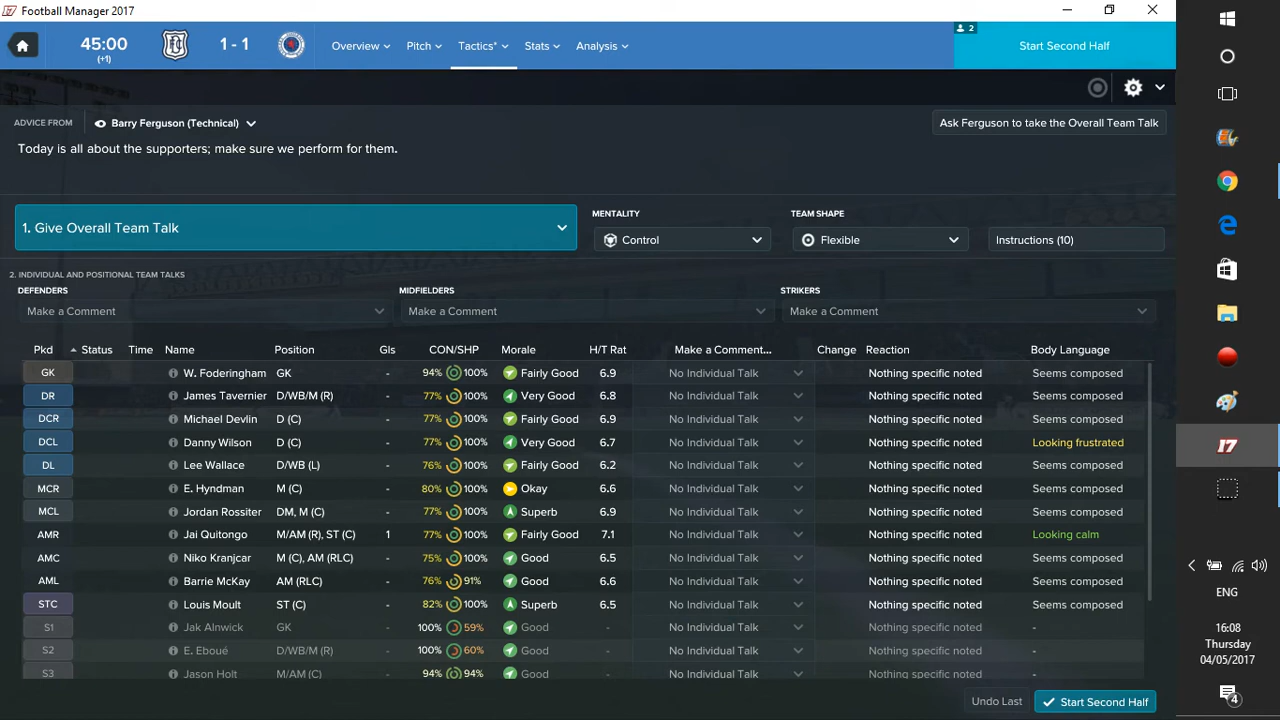 17 Football Manager 2017
45:00 1 - 1 Overview Pitch Tactics* Stats Analysis 2 Start Second Half
(+1)
ADVICE FROM Barry Ferguson (Technical) Ask Ferguson to take the Overall Team Talk
Today is all about the supporters; make sure we perform for them.
MENTALITY TEAM SHAPE
1. Give Overall Team Talk Control Flexible Instructions (10)
2. INDIVIDUAL AND POSITIONAL TEAM TALKS
DEFENDERS MIDFIELDERS STRIKERS
Make a Comment Make a Comment Make a Comment
Pkd Status Time Name Position Gls CON/SHP Morale H/T Rat Make a Comment... Change Reaction Body Language
GK W. Foderingham GK - 94% 100% Fairly Good 6.9 No Individual Talk Nothing specific noted Seems composed
DR James Tavernier D/WB/M (R) - 77% 100% Very Good 6.8 No Individual Talk Nothing specific noted Seems composed
DCR Michael Devlin D (C) - 77% 100% Fairly Good 6.9 No Individual Talk Nothing specific noted Seems composed
DCL Danny Wilson D (C) - 77% 100% Very Good 6.7 No Individual Talk Nothing specific noted Looking frustrated
DL Lee Wallace D/WB (L) - 76% 100% Fairly Good 6.2 No Individual Talk Nothing specific noted Seems composed
MCR E. Hyndman M (C) - 80% 100% Okay 6.6 No Individual Talk Nothing specific noted Seems composed
MCL Jordan Rossiter DM, M (C) - 77% 100% Superb 6.9 No Individual Talk Nothing specific noted Seems composed
AMR Jai Quitongo M/AM (R), ST (C) 1 77% 100% Fairly Good 7.1 No Individual Talk Nothing specific noted Looking calm
AMC Niko Kranjcar M (C), AM (RLC) - 75% 100% Good 6.5 No Individual Talk Nothing specific noted Seems composed
AML Barrie McKay AM (RLC) - 76% 91% Good 6.6 No Individual Talk Nothing specific noted Seems composed
STC Louis Moult ST (C) - 82% 100% Superb 6.5 No Individual Talk Nothing specific noted Seems composed
S1 Jak Alnwick GK - 100% 59% Good - No Individual Talk Nothing specific noted -
S2 E. Eboué D/WB/M (R) - 100% 60% Good - No Individual Talk Nothing specific noted -
S3 Jason Holt M/AM (C) - 94% 94% Good - No Individual Talk Nothing specific noted -
Undo Last Start Second Half
17
ENG
16:08
Thursday
04/05/2017
4